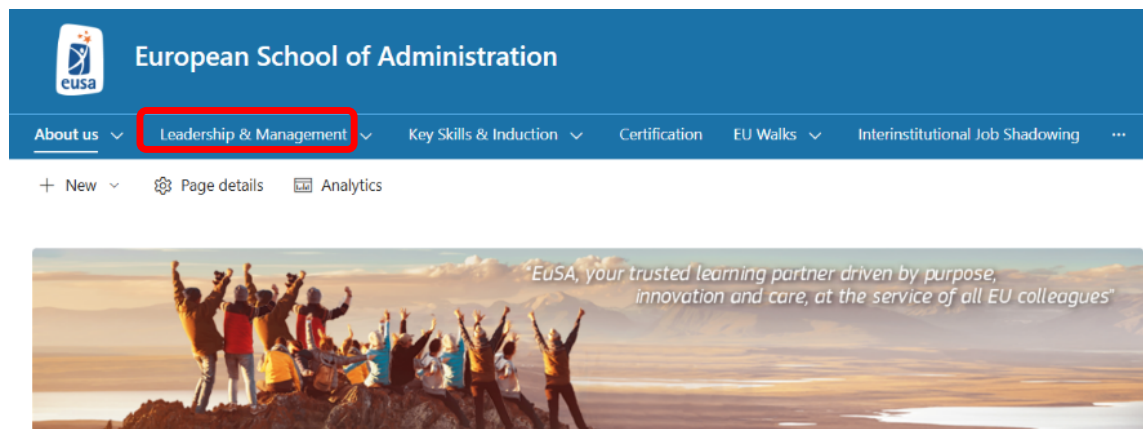 eusa
European School of Administration
About us Leadership & Management Key Skills & Induction Certification EU Walks Interinstitutional Job Shadowing ...
+ New Page details Analytics
"EuSA, your trusted learning partner driven by purpose,
innovation and care, at the service of all EU colleagues"